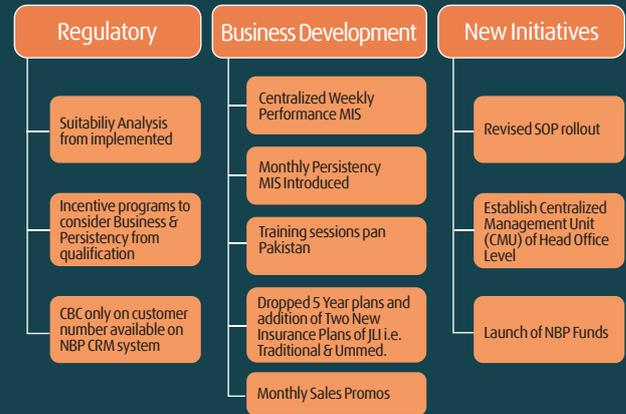 Regulatory
Suitabiliy Analysis
from implemented
Incentive programs to
consider Business &
Persistency from
qualification
CBC only on customer
number available on
NBP CRM system
Business Development
Centralized Weekly
Performance MIS
Monthly Persistency
MIS Introduced
Training sessions pan
Pakistan
Dropped 5 Year plans and
addition of Two New
Insurance Plans of JLI i.e.
Traditional & Ummed.
Monthly Sales Promos
New Initiatives
Revised SOP rollout
Establish Centralized
Management Unit
(CMU) of Head Office
Level
Launch of NBP Funds